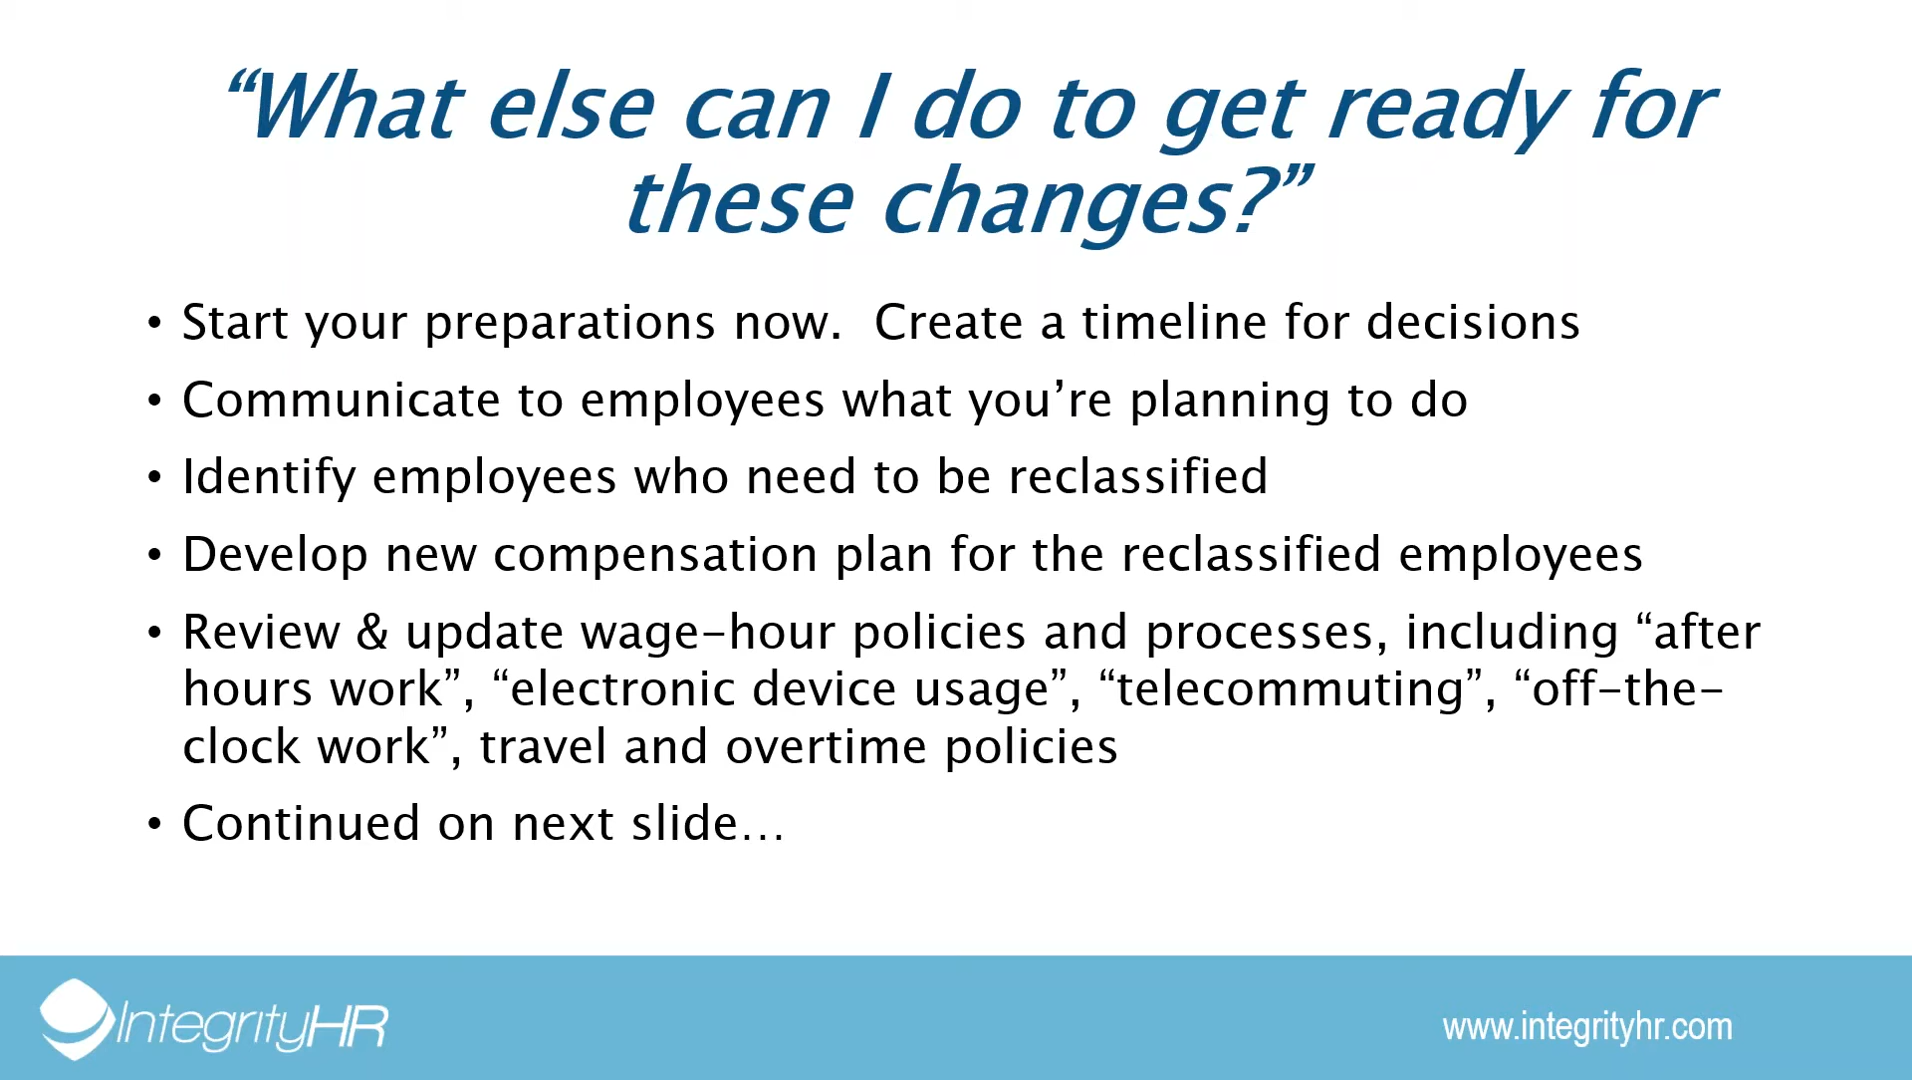 “What else can I do to get ready for
these changes?”
• Start your preparations now.  Create a timeline for decisions
• Communicate to employees what you’re planning to do
• Identify employees who need to be reclassified
• Develop new compensation plan for the reclassified employees
• Review & update wage-hour policies and processes, including “after
hours work”, “electronic device usage”, “telecommuting”, “off-the-
clock work”, travel and overtime policies
• Continued on next slide…
IntegrityHR
www.integrityhr.com